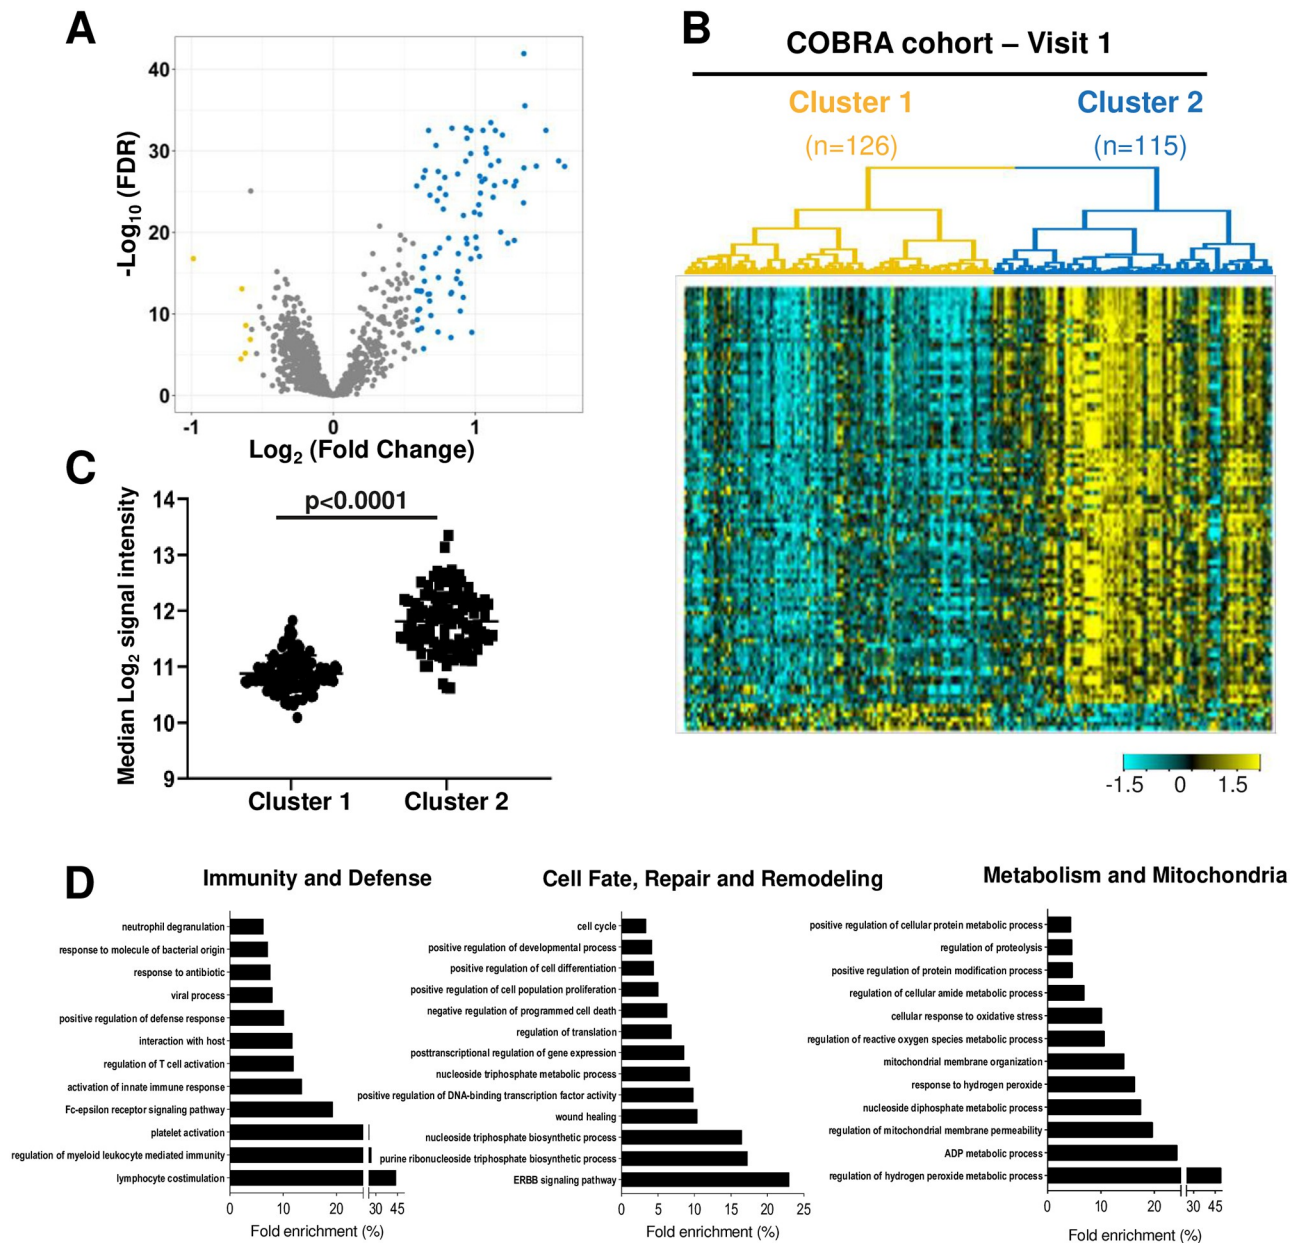 A
-Log10 (FDR)
40
30
20
10
0
-1
0
1
Log2 (Fold Change)
B
COBRA cohort – Visit 1
Cluster 1
Cluster 2
(n=126)
(n=115)
-1.5
0
1.5
C
Median Log2 signal intensity
14
13
12
11
10
9
p<0.0001
Cluster 1
Cluster 2
D
Immunity and Defense
neutrophil degranulation
response to molecule of bacterial origin
response to antibiotic
viral process
positive regulation of defense response
interaction with host
regulation of T cell activation
activation of innate immune response
Fc-epsilon receptor signaling pathway
platelet activation
regulation of myeloid leukocyte mediated immunity
lymphocyte costimulation
0
10
20
30
45
Fold enrichment (%)
Cell Fate, Repair and Remodeling
cell cycle
positive regulation of developmental process
positive regulation of cell differentiation
positive regulation of cell population proliferation
negative regulation of programmed cell death
regulation of translation
posttranscriptional regulation of gene expression
nucleoside triphosphate metabolic process
positive regulation of DNA-binding transcription factor activity
wound healing
nucleoside triphosphate biosynthetic process
purine ribonucleoside triphosphate biosynthetic process
ERBB signaling pathway
0
5
10
15
20
25
Fold enrichment (%)
Metabolism and Mitochondria
positive regulation of cellular protein metabolic process
regulation of proteolysis
positive regulation of protein modification process
regulation of cellular amide metabolic process
cellular response to oxidative stress
regulation of reactive oxygen species metabolic process
mitochondrial membrane organization
response to hydrogen peroxide
nucleoside diphosphate metabolic process
regulation of mitochondrial membrane permeability
ADP metabolic process
regulation of hydrogen peroxide metabolic process
0
10
20
30
45
Fold enrichment (%)